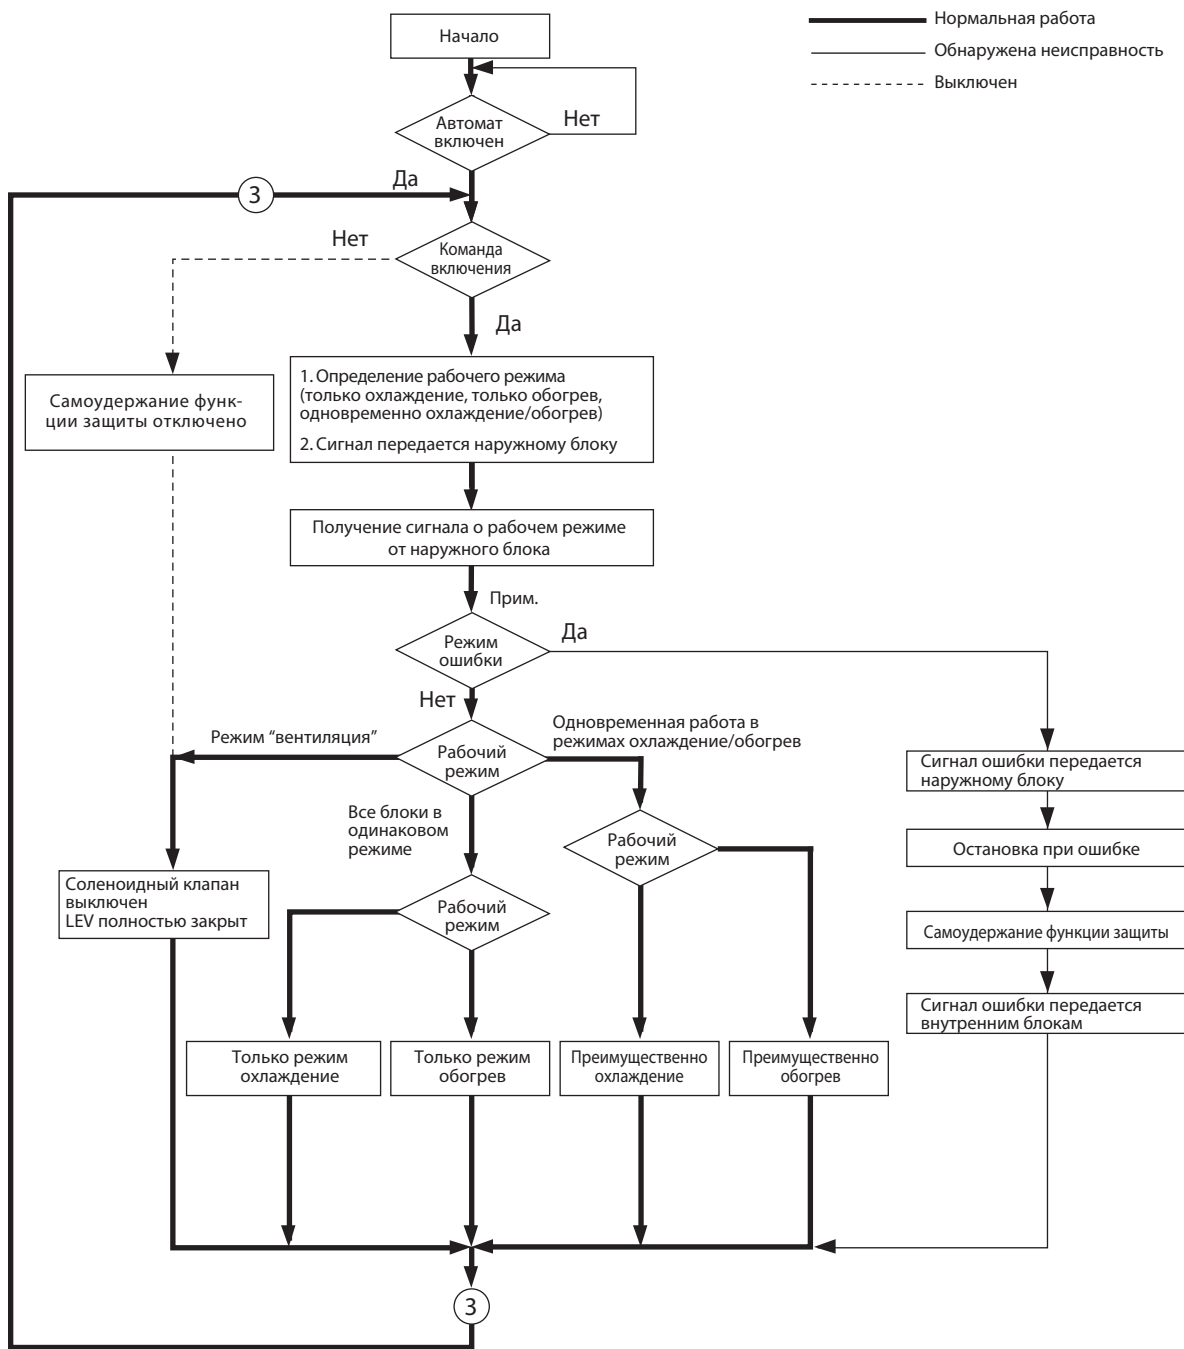 Начало
Нормальная работа
Обнаружена неисправность
Выключен
Автомат
включен
Нет
Да
3
Команда
включения
Нет
Да
Самоудержание функ-
ции защиты отключено
1. Определение рабочего режима
(только охлаждение, только обогрев,
одновременно охлаждение/обогрев)
2. Сигнал передается наружному блоку
Получение сигнала о рабочем режиме
от наружного блока
Прим.
Режим
ошибки
Да
Нет
Режим "вентиляция"
Рабочий
режим
Одновременная работа в
режимах охлаждение/обогрев
Все блоки в
одинаковом
режиме
Рабочий
режим
Рабочий
режим
Соленоидный клапан
выключен
LEV полностью закрыт
Сигнал ошибки передается
наружному блоку
Остановка при ошибке
Самоудержание функции защиты
Сигнал ошибки передается
внутренним блокам
Только режим
охлаждение
Только режим
обогрев
Преимущественно
охлаждение
Преимущественно
обогрев
3